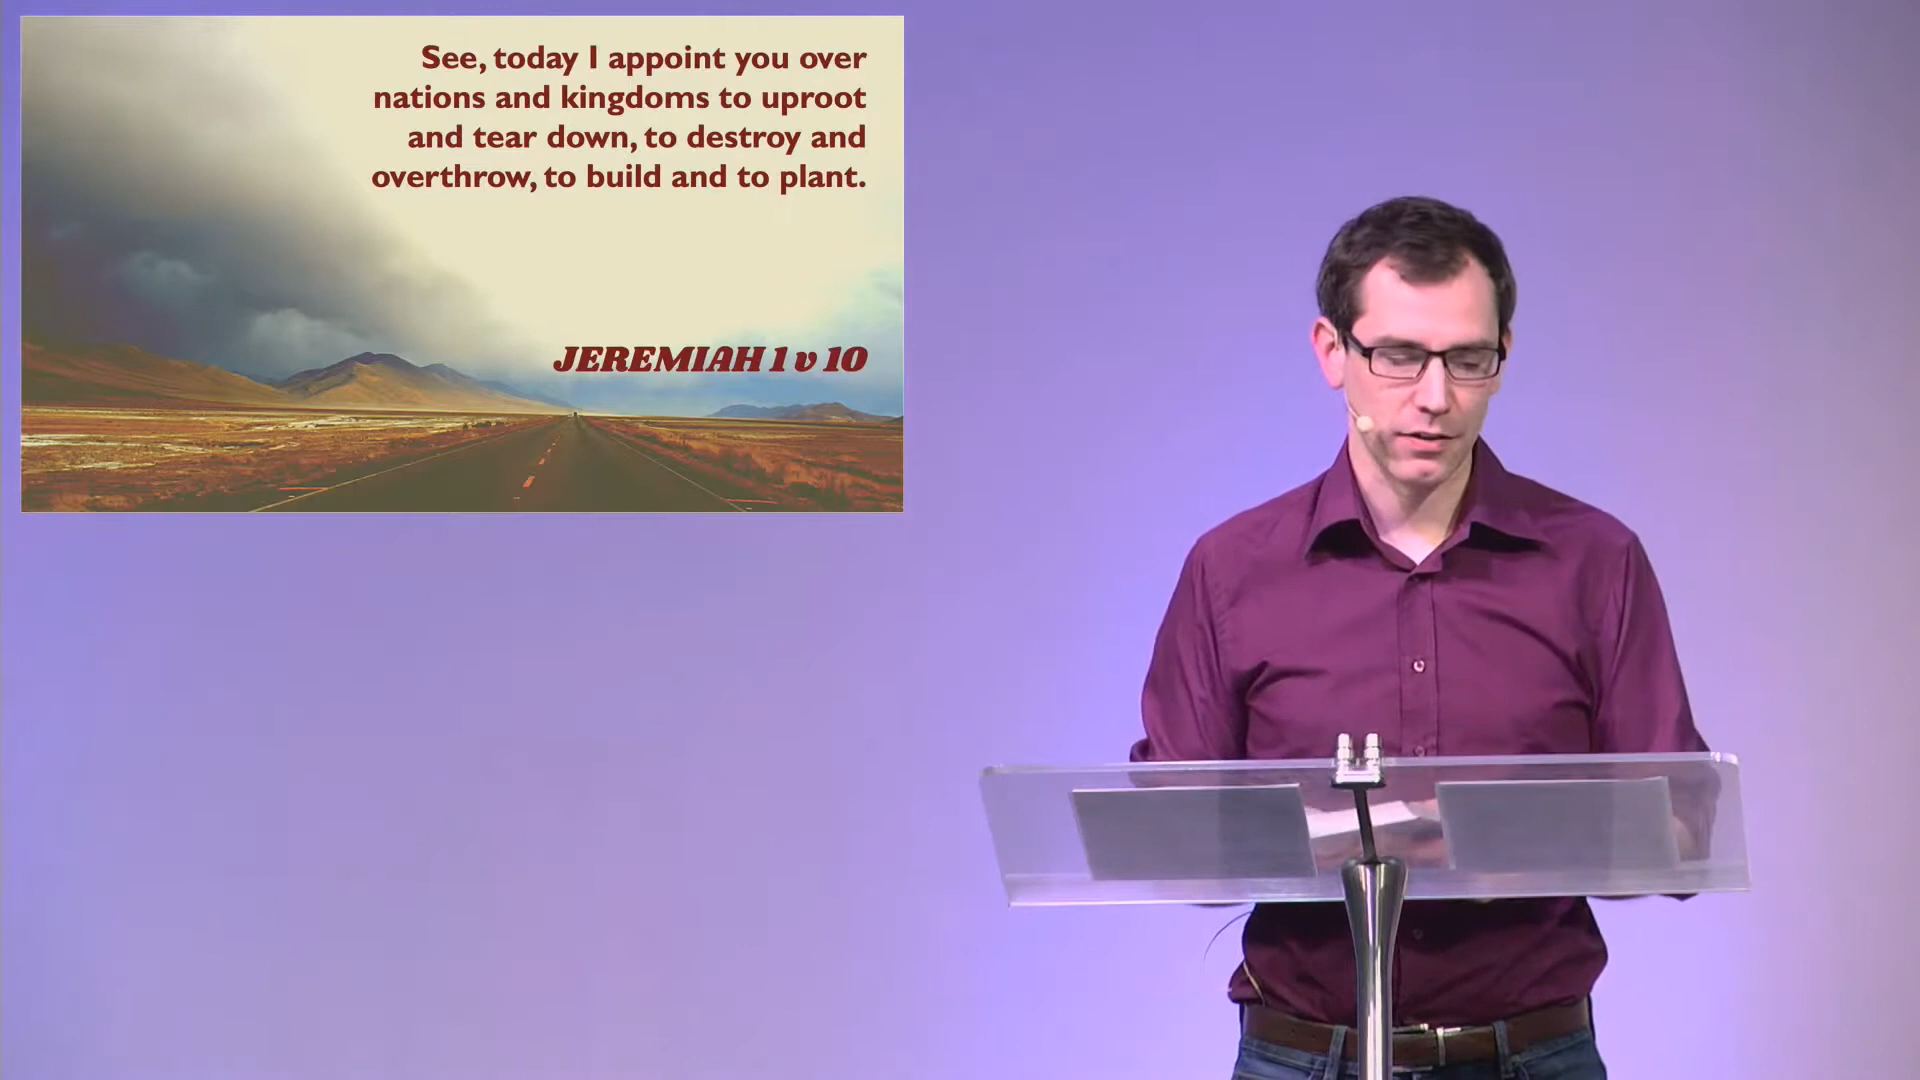 See, today I appoint you over
nations and kingdoms to uproot
and tear down, to destroy and
overthrow, to build and to plant.
JEREMIAH 1 v 10